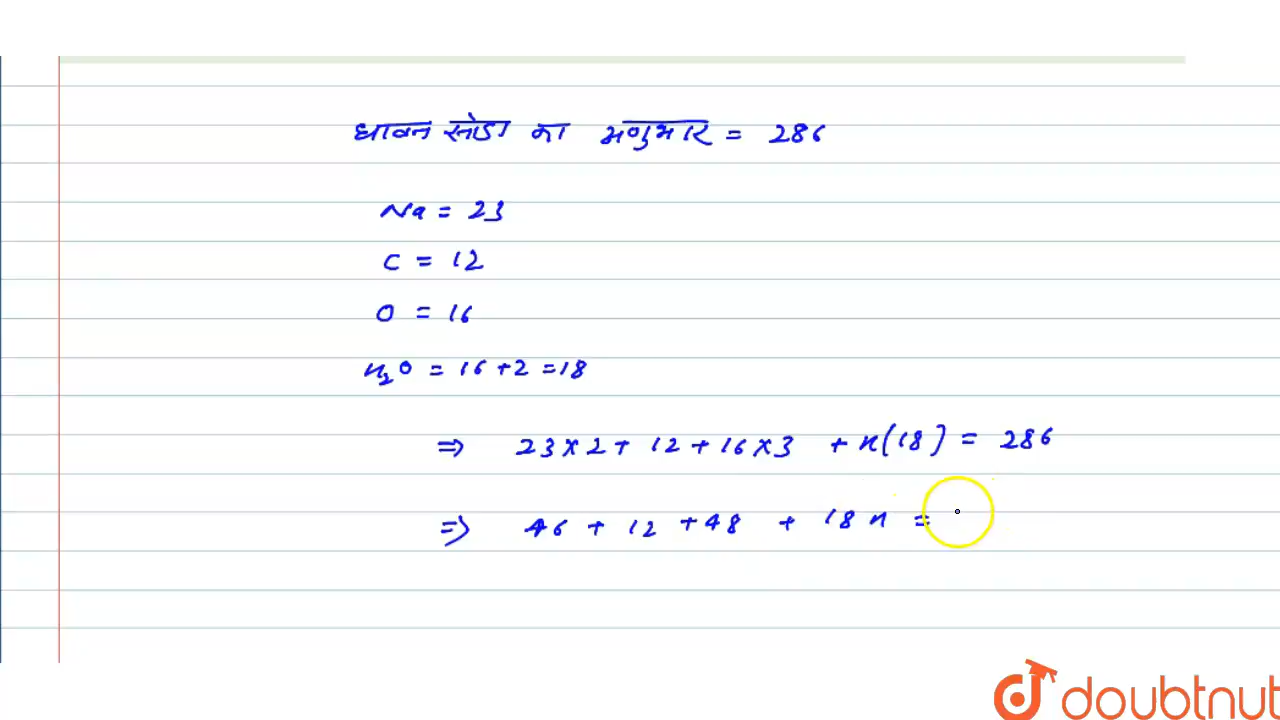 धावन सोडा का अणुभार = 286
Na = 23
C = 12
O = 16
H₂O = 16 + 2 = 18
⇒ 23 × 2 + 12 + 16 × 3 + n(18) = 286
⇒ 46 + 12 + 48 + 18 n =
doubtnut